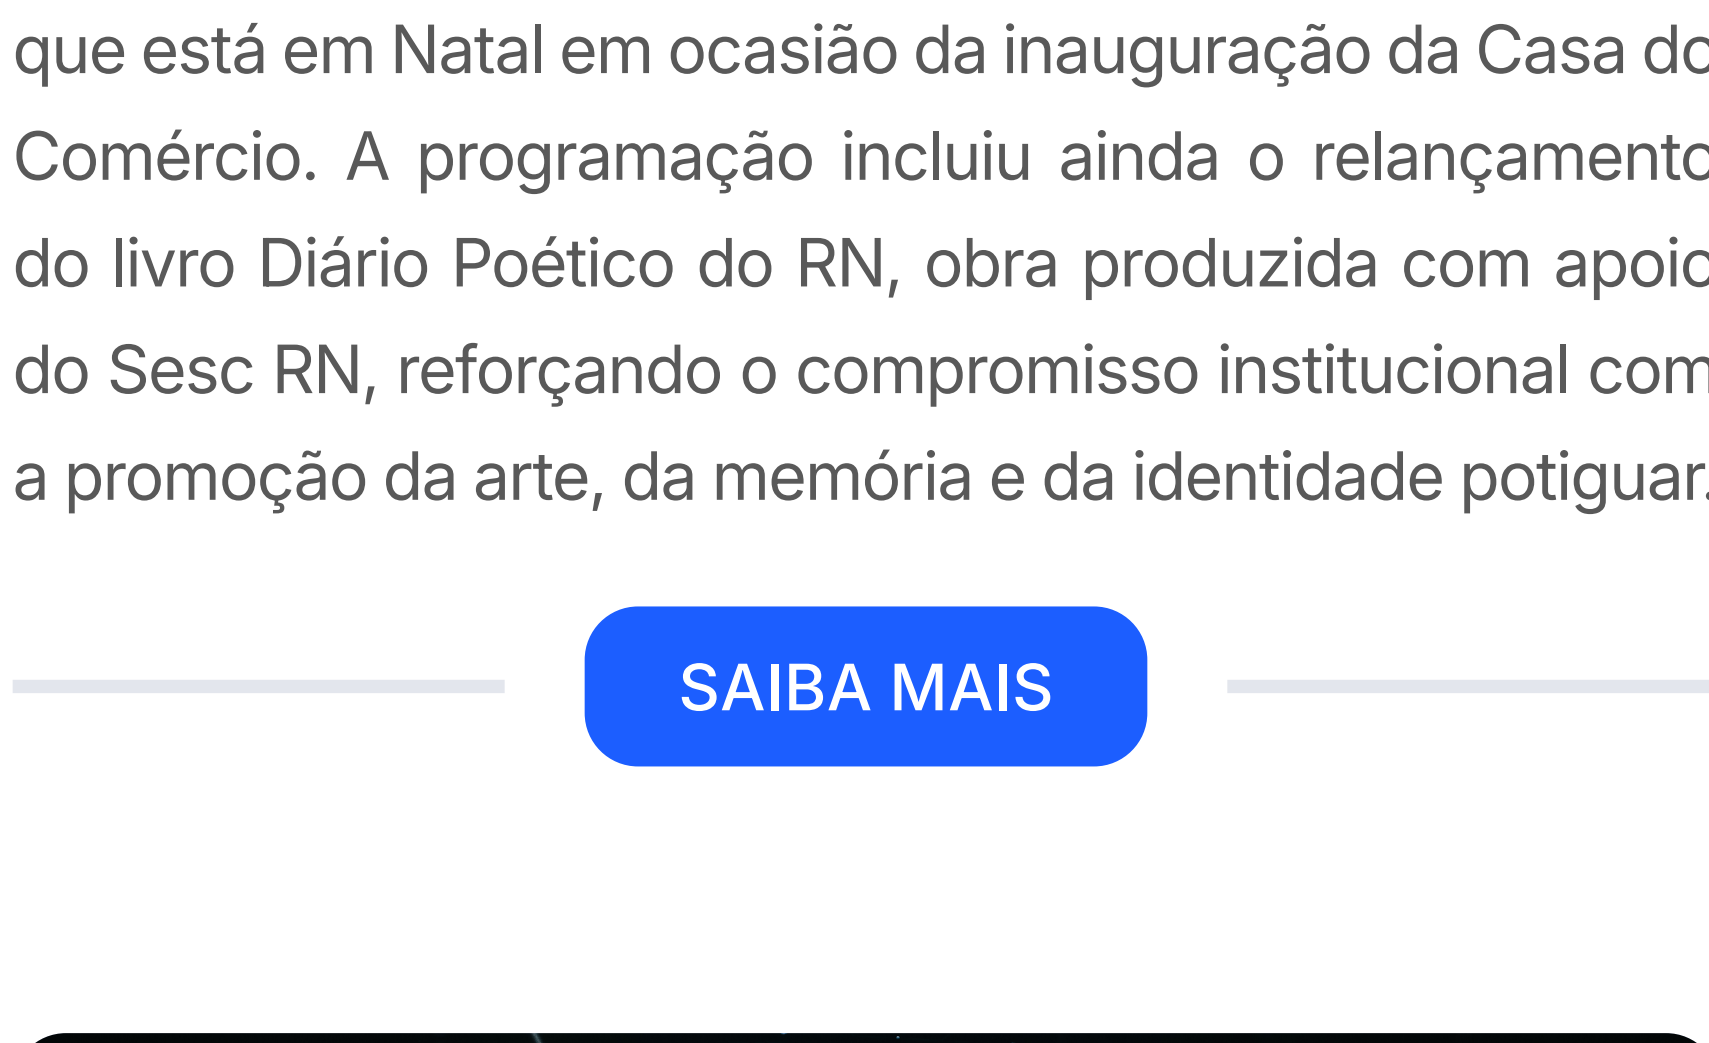 que está em Natal em ocasião da inauguração da Casa do
Comércio. A programação incluiu ainda o relançamento
do livro Diário Poético do RN, obra produzida com apoio
do Sesc RN, reforçando o compromisso institucional com
a promoção da arte, da memória e da identidade potiguar.
SAIBA MAIS